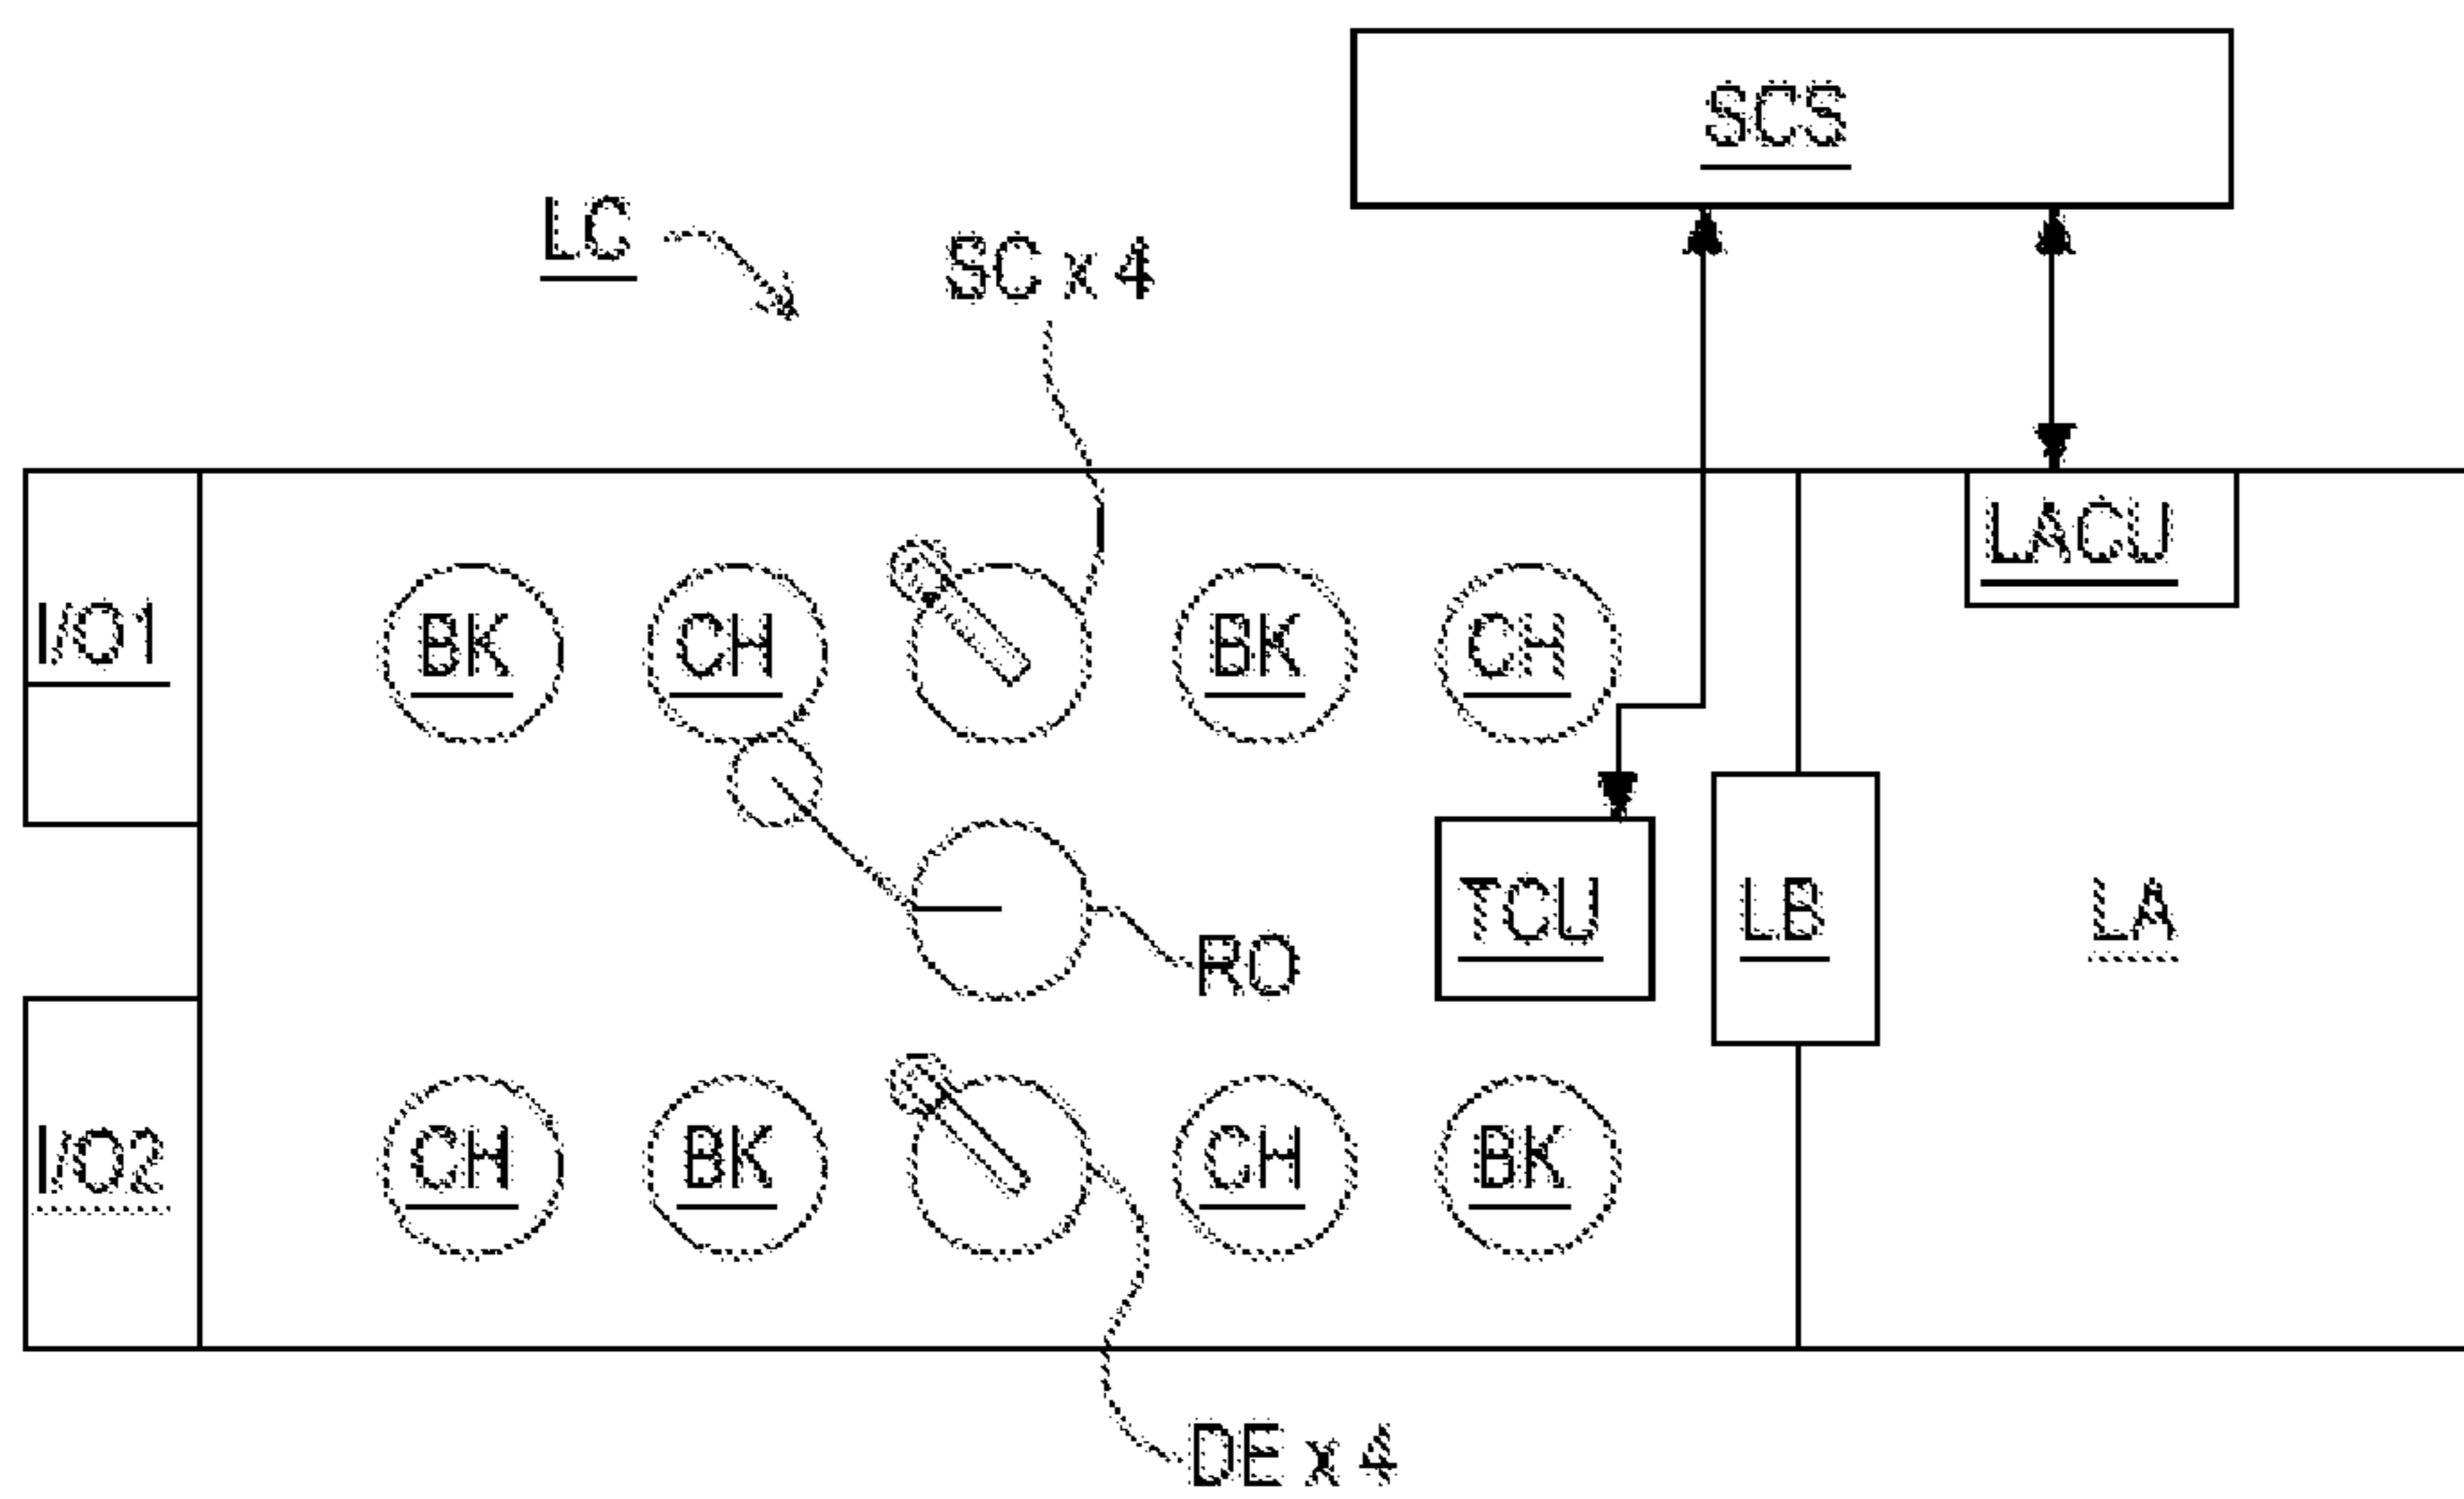 SCS
LC
SC x 4
LACU
I/O1
BK
CH
BK
CH
TCU
LB
LA
RO
I/O2
CH
BK
CH
BK
DE x 4